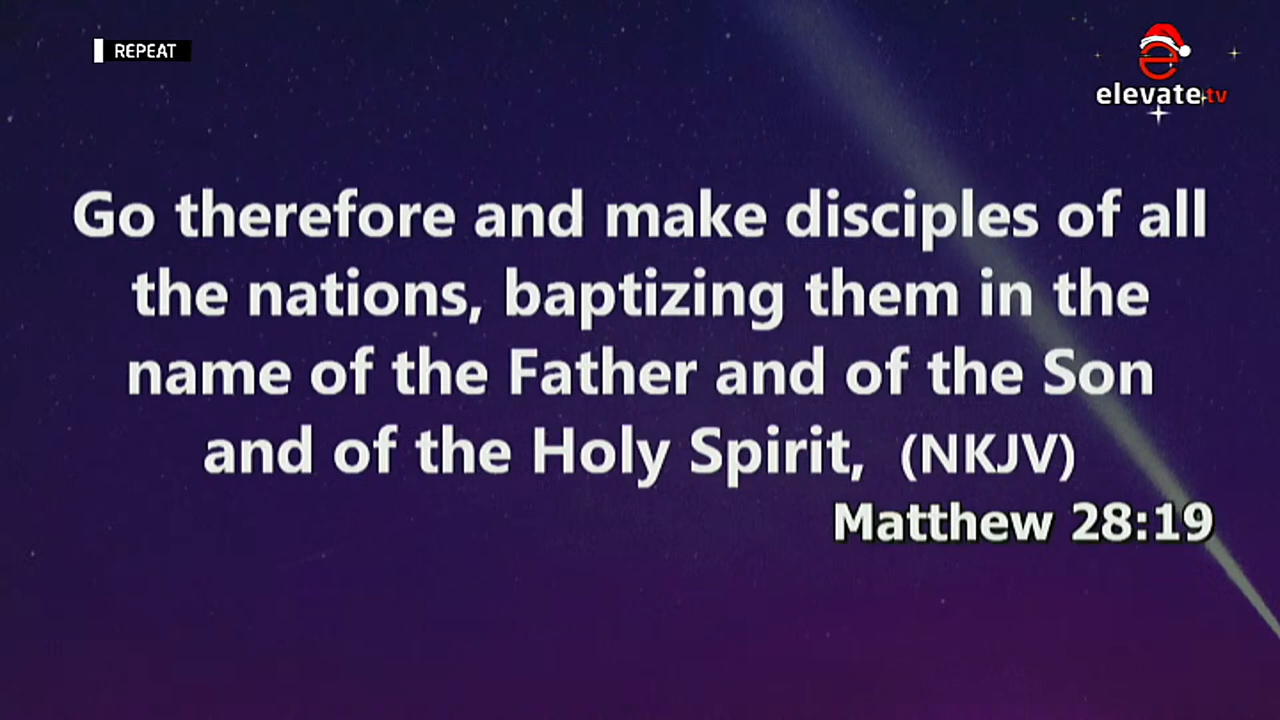 REPEAT
elevate tv
Go therefore and make disciples of all
the nations, baptizing them in the
name of the Father and of the Son
and of the Holy Spirit, (NKJV)
Matthew 28:19